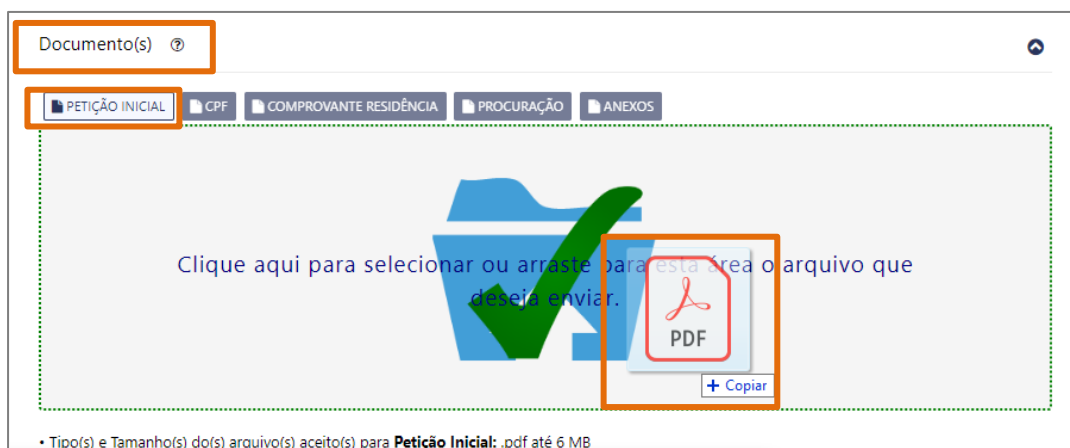 Documento(s)
PETIÇÃO INICIAL CPF COMPROVANTE RESIDÊNCIA PROCURAÇÃO ANEXOS
Clique aqui para selecionar ou arraste para esta área o arquivo que
deseja enviar.
PDF
+ Copiar
• Tipo(s) e Tamanho(s) do(s) arquivo(s) aceito(s) para Petição Inicial: .pdf até 6 MB